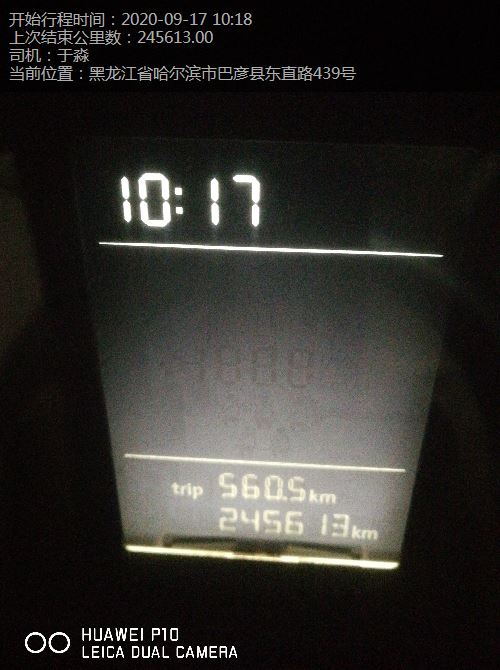 开始行程时间：2020-09-17 10:18
上次结束公里数：245613.00
司机：于淼
当前位置：黑龙江省哈尔滨市巴彦县东直路439号
10:17
trip 560.5km
245613km
HUAWEI P10
LEICA DUAL CAMERA